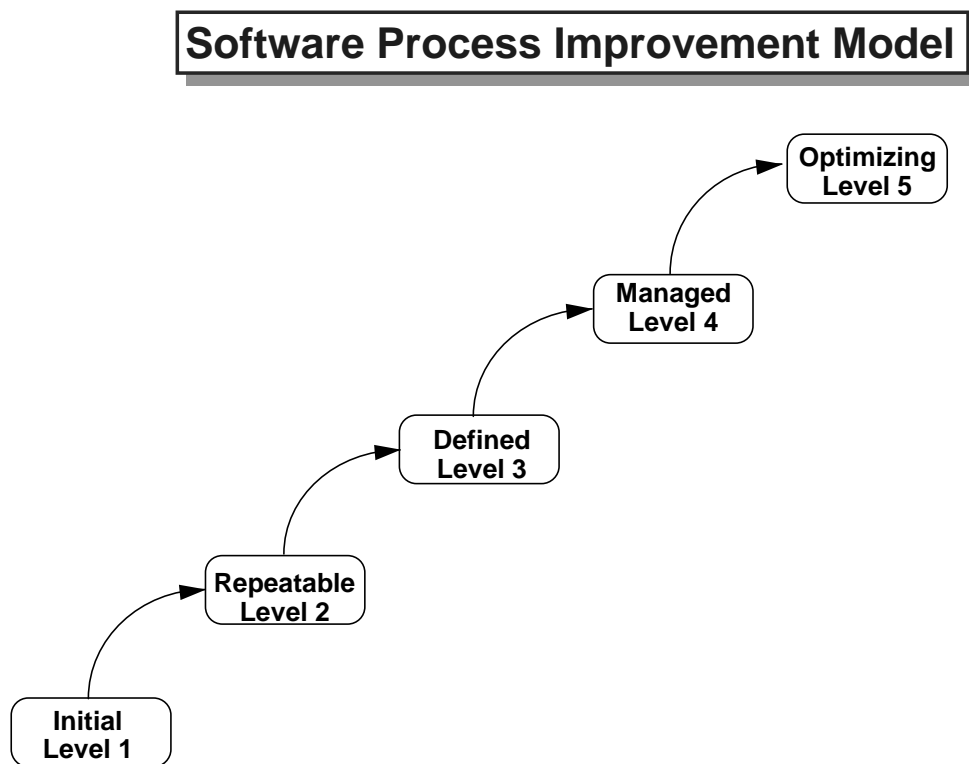 Software Process Improvement Model
Optimizing
Level 5
Managed
Level 4
Defined
Level 3
Repeatable
Level 2
Initial
Level 1